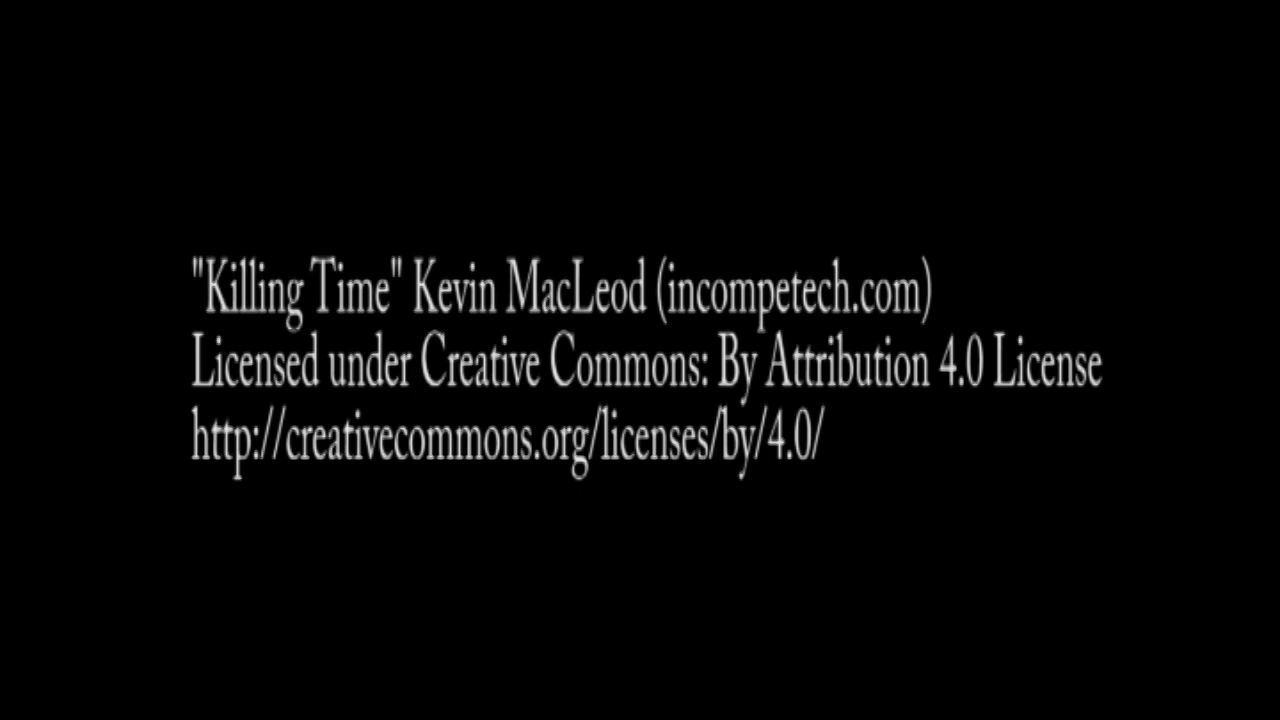 "Killing Time" Kevin MacLeod (incompetech.com)
Licensed under Creative Commons: By Attribution 4.0 License
http://creativecommons.org/licenses/by/4.0/